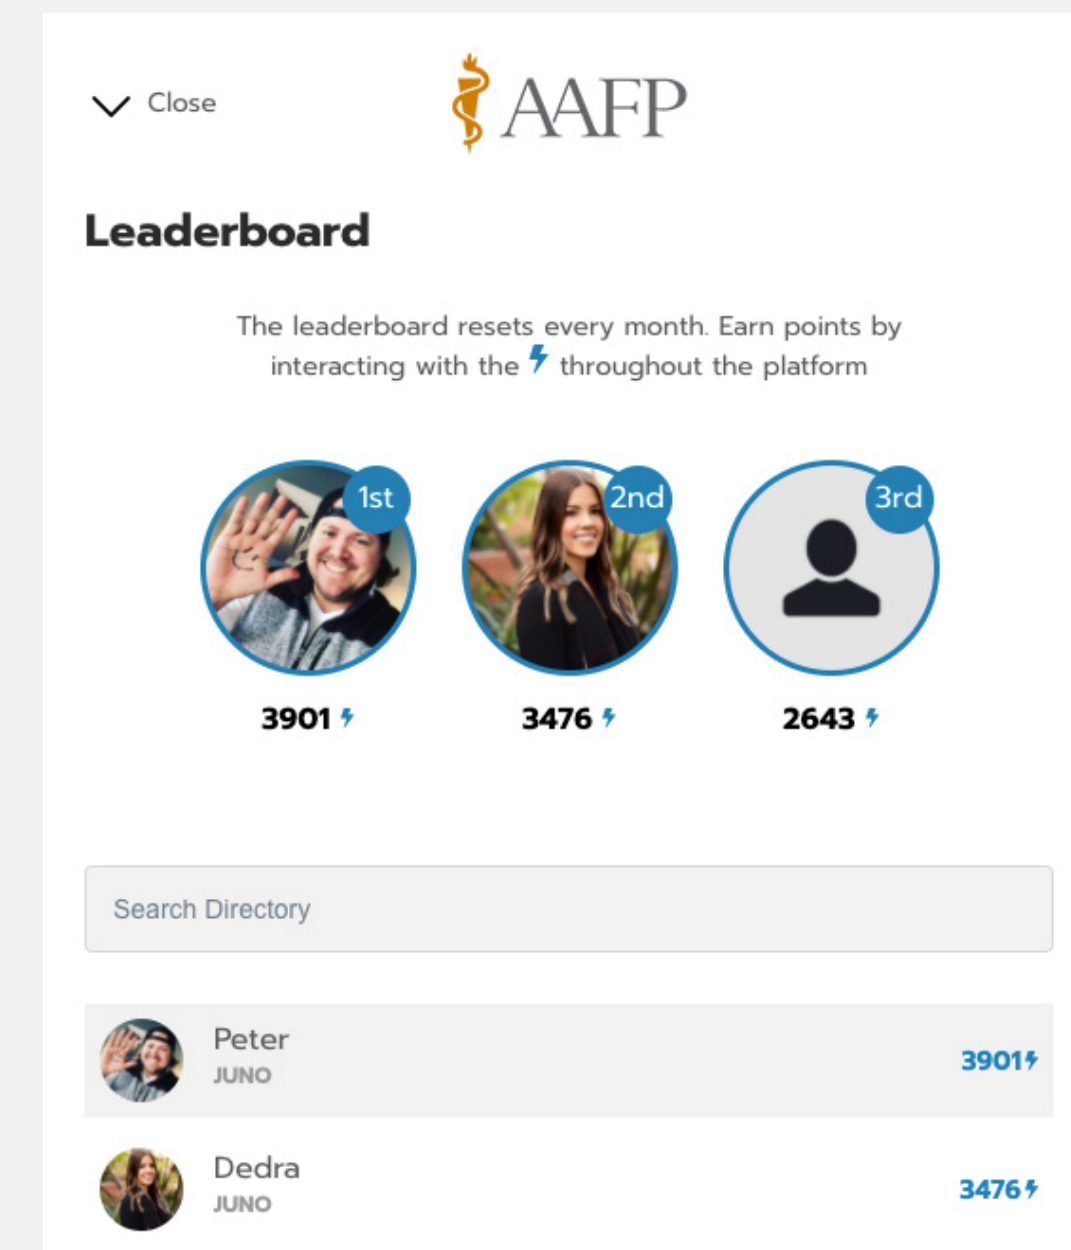 Close
AAFP
Leaderboard
The leaderboard resets every month. Earn points by
interacting with the throughout the platform
1st
2nd
3rd
3901
3476
2643
Search Directory
Peter
JUNO
3901
Dedra
JUNO
3476